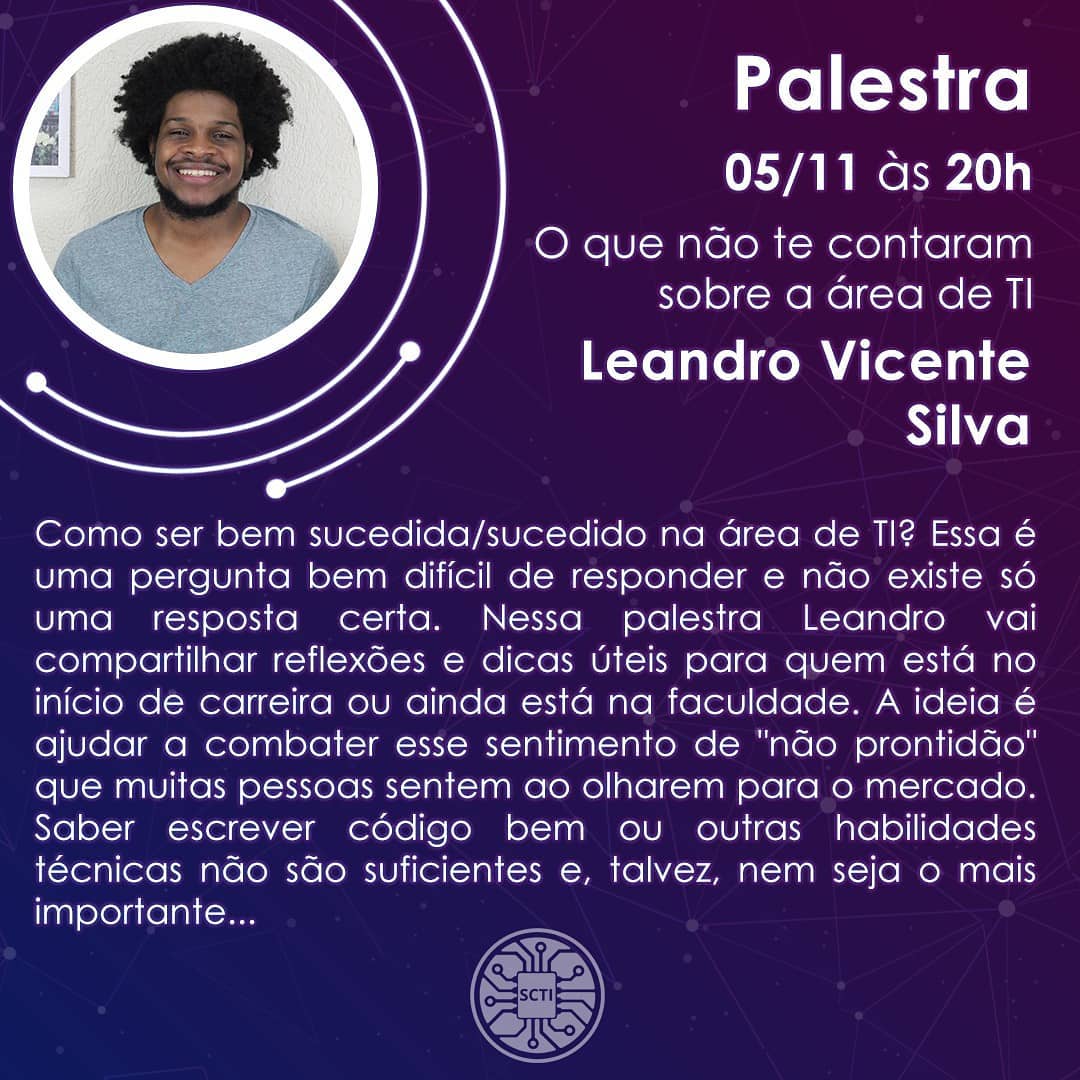 Palestra
05/11 às 20h
O que não te contaram
sobre a área de TI
Leandro Vicente
Silva
Como ser bem sucedida/sucedido na área de TI? Essa é
uma pergunta bem difícil de responder e não existe só
uma resposta certa. Nessa palestra Leandro vai
compartilhar reflexões e dicas úteis para quem está no
início de carreira ou ainda está na faculdade. A ideia é
ajudar a combater esse sentimento de "não prontidão"
que muitas pessoas sentem ao olharem para o mercado.
Saber escrever código bem ou outras habilidades
técnicas não são suficientes e, talvez, nem seja o mais
importante...
SCTI